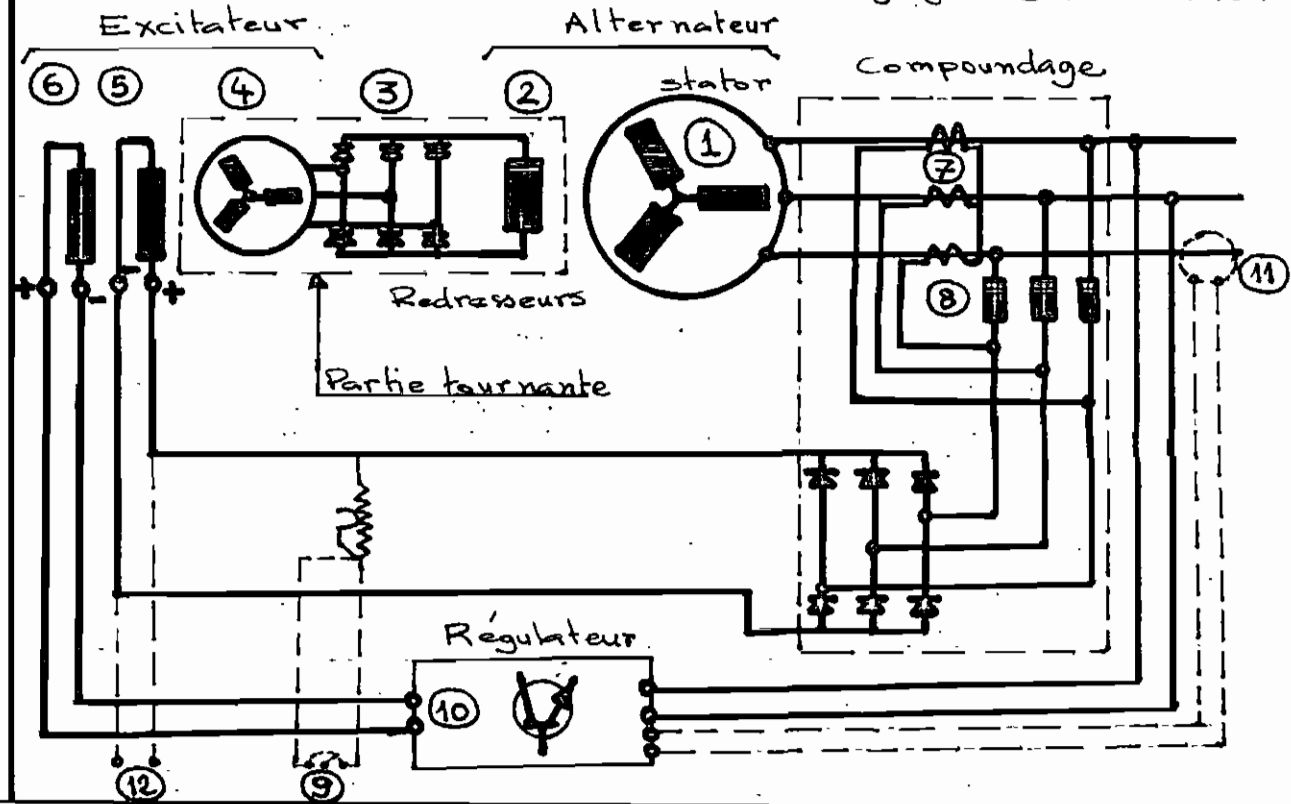 Excitateur
Alternateur
6 5 4 3 2
stator
Compoundage
1
7
8
11
+ - - +
Redresseurs
Partie tournante
Régulateur
10
12
9